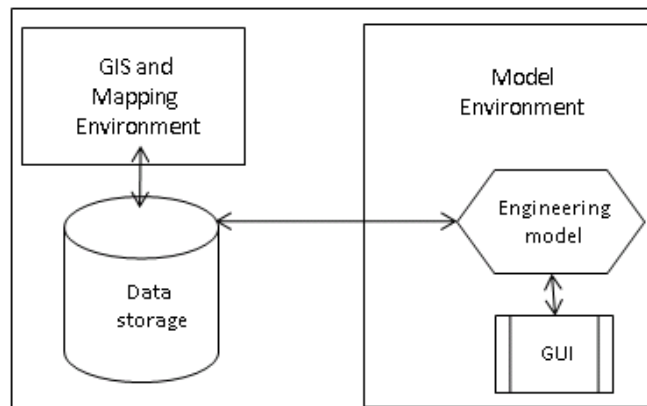 GIS and
Mapping
Environment
Model
Environment
Engineering
model
Data
storage
GUI